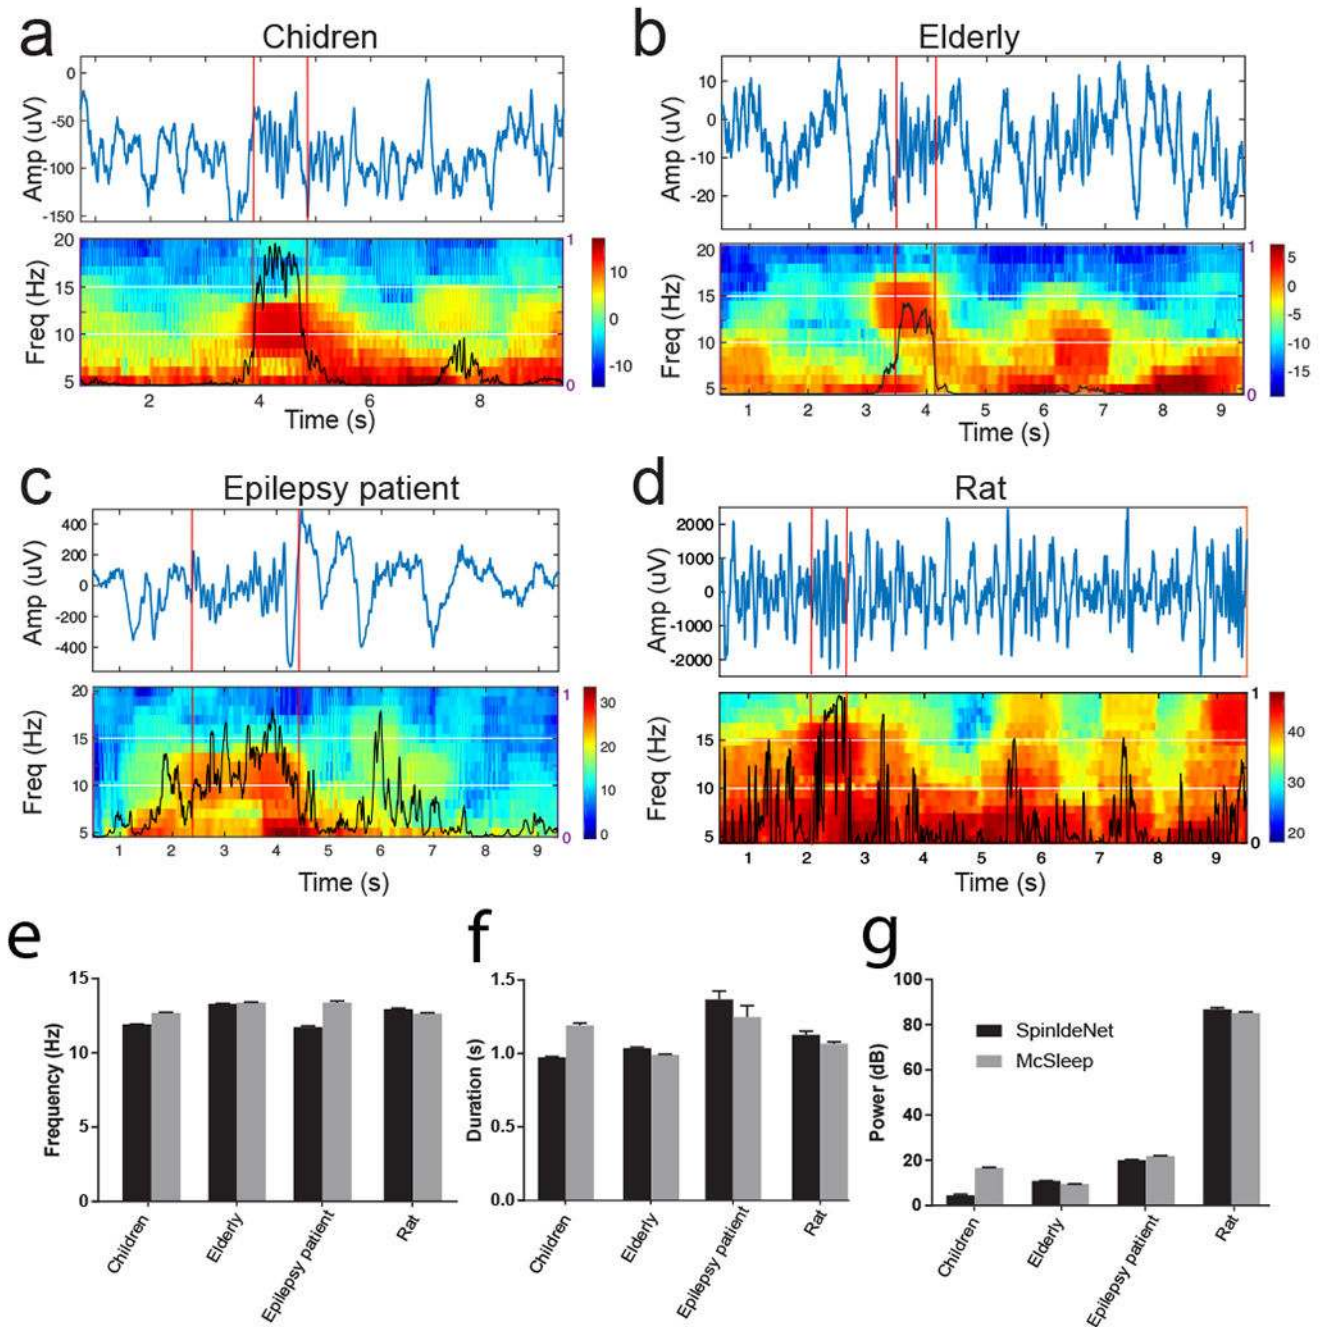 a
Chidren
0
-50
-100
-150
Amp (uV)
20
15
10
5
Freq (Hz)
1
0
10
0
-10
2 4 6 8
Time (s)
b
Elderly
10
0
-10
-20
Amp (uV)
20
15
10
5
Freq (Hz)
1
0
5
0
-5
-10
-15
1 2 3 4 5 6 7 8 9
Time (s)
c
Epilepsy patient
400
200
0
-200
-400
Amp (uV)
20
15
10
5
Freq (Hz)
1
0
30
20
10
0
1 2 3 4 5 6 7 8 9
Time (s)
d
Rat
2000
1000
0
-1000
-2000
Amp (uV)
15
10
5
Freq (Hz)
1
0
40
30
20
1 2 3 4 5 6 7 8 9
Time (s)
e
15
10
5
0
Frequency (Hz)
Children
Elderly
Epilepsy patient
Rat
f
1.5
1.0
0.5
0.0
Duration (s)
Children
Elderly
Epilepsy patient
Rat
g
100
80
60
40
20
0
Power (dB)
SpinIdeNet
McSleep
Children
Elderly
Epilepsy patient
Rat